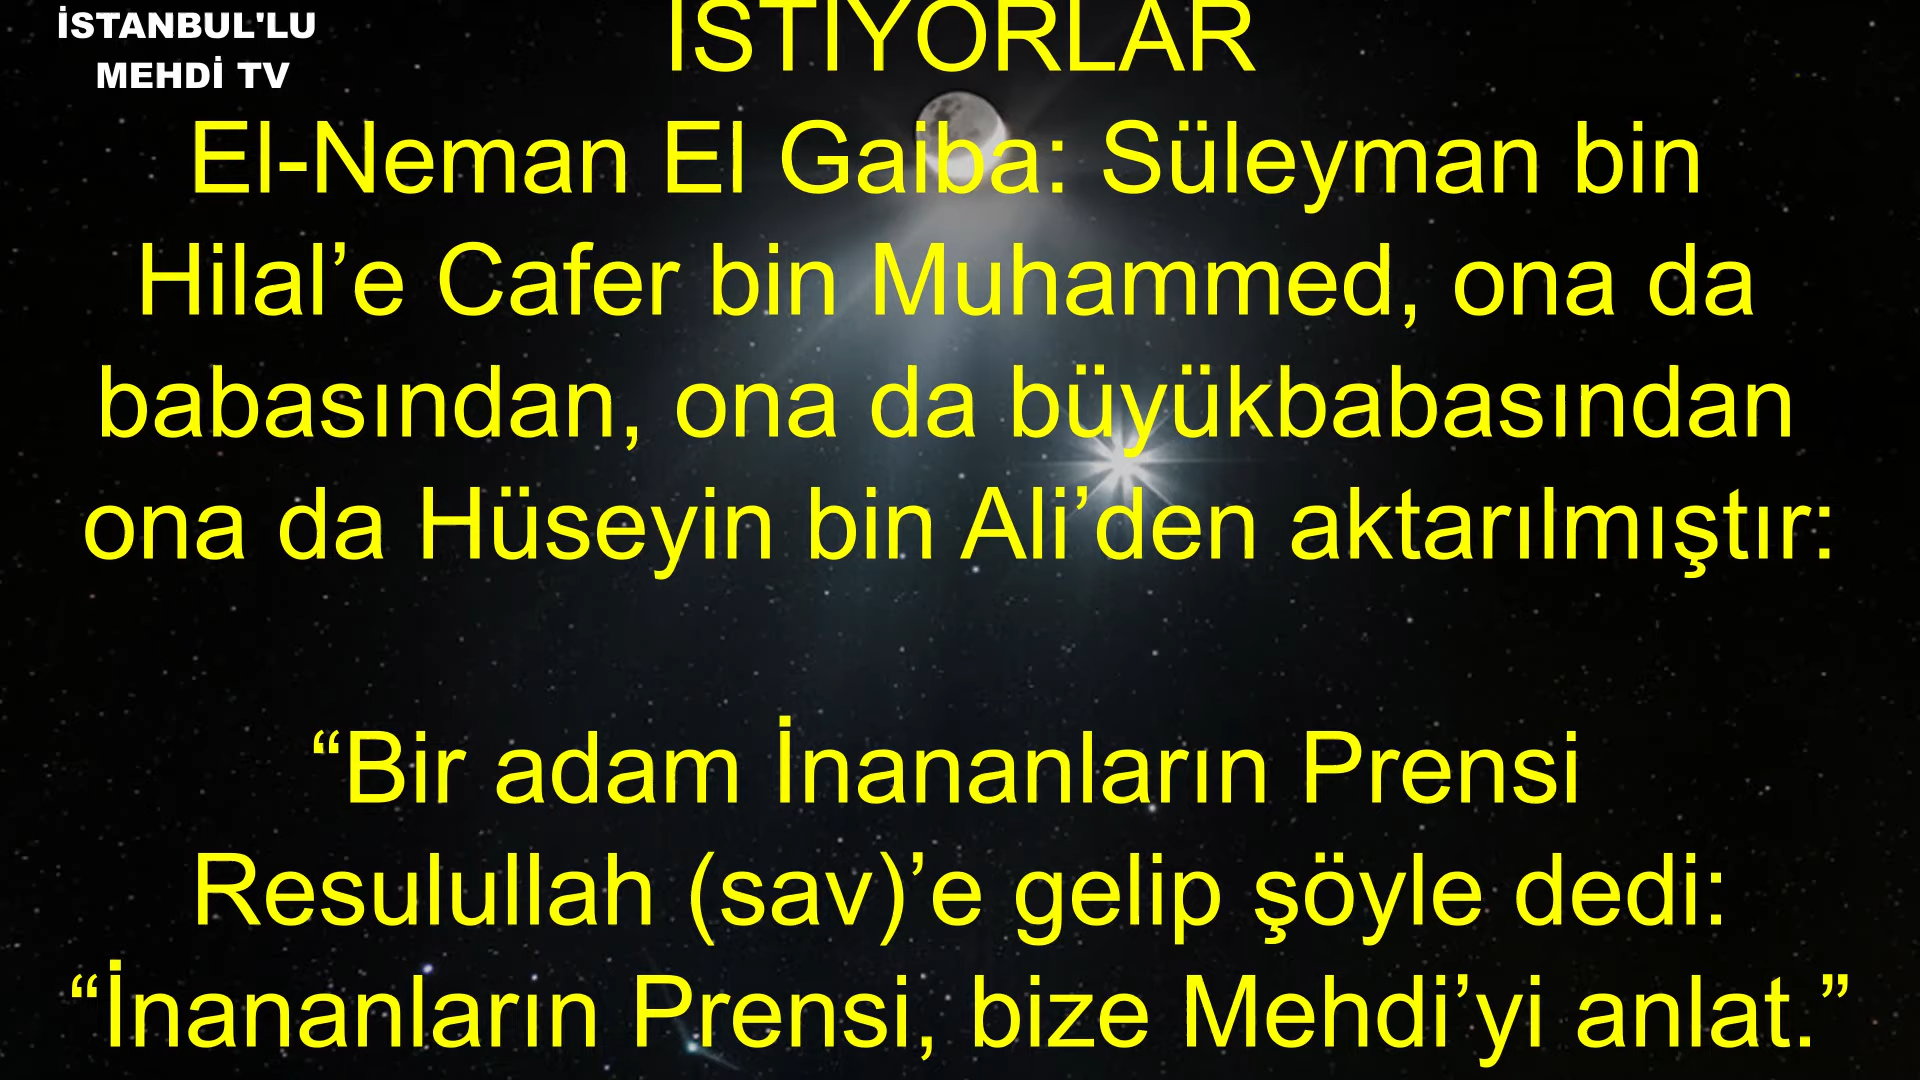 İSTANBUL'LU
MEHDİ TV
İSTİYORLAR
El-Neman El Gaiba: Süleyman bin
Hilal’e Cafer bin Muhammed, ona da
babasından, ona da büyükbabasından
ona da Hüseyin bin Ali’den aktarılmıştır:
“Bir adam İnananların Prensi
Resulullah (sav)’e gelip şöyle dedi:
“İnananların Prensi, bize Mehdi’yi anlat.”